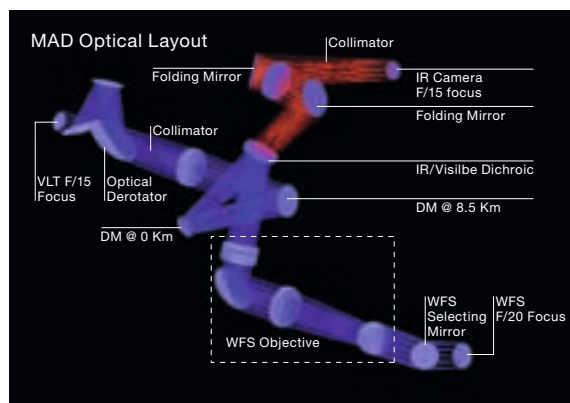 MAD Optical Layout
Collimator
Folding Mirror
IR Camera
F/15 focus
Folding Mirror
Collimator
IR/Visilbe Dichroic
VLT F/15
Focus
Optical
Derotator
DM @ 8.5 Km
DM @ 0 Km
WFS Objective
WFS
Selecting
Mirror
WFS
F/20 Focus